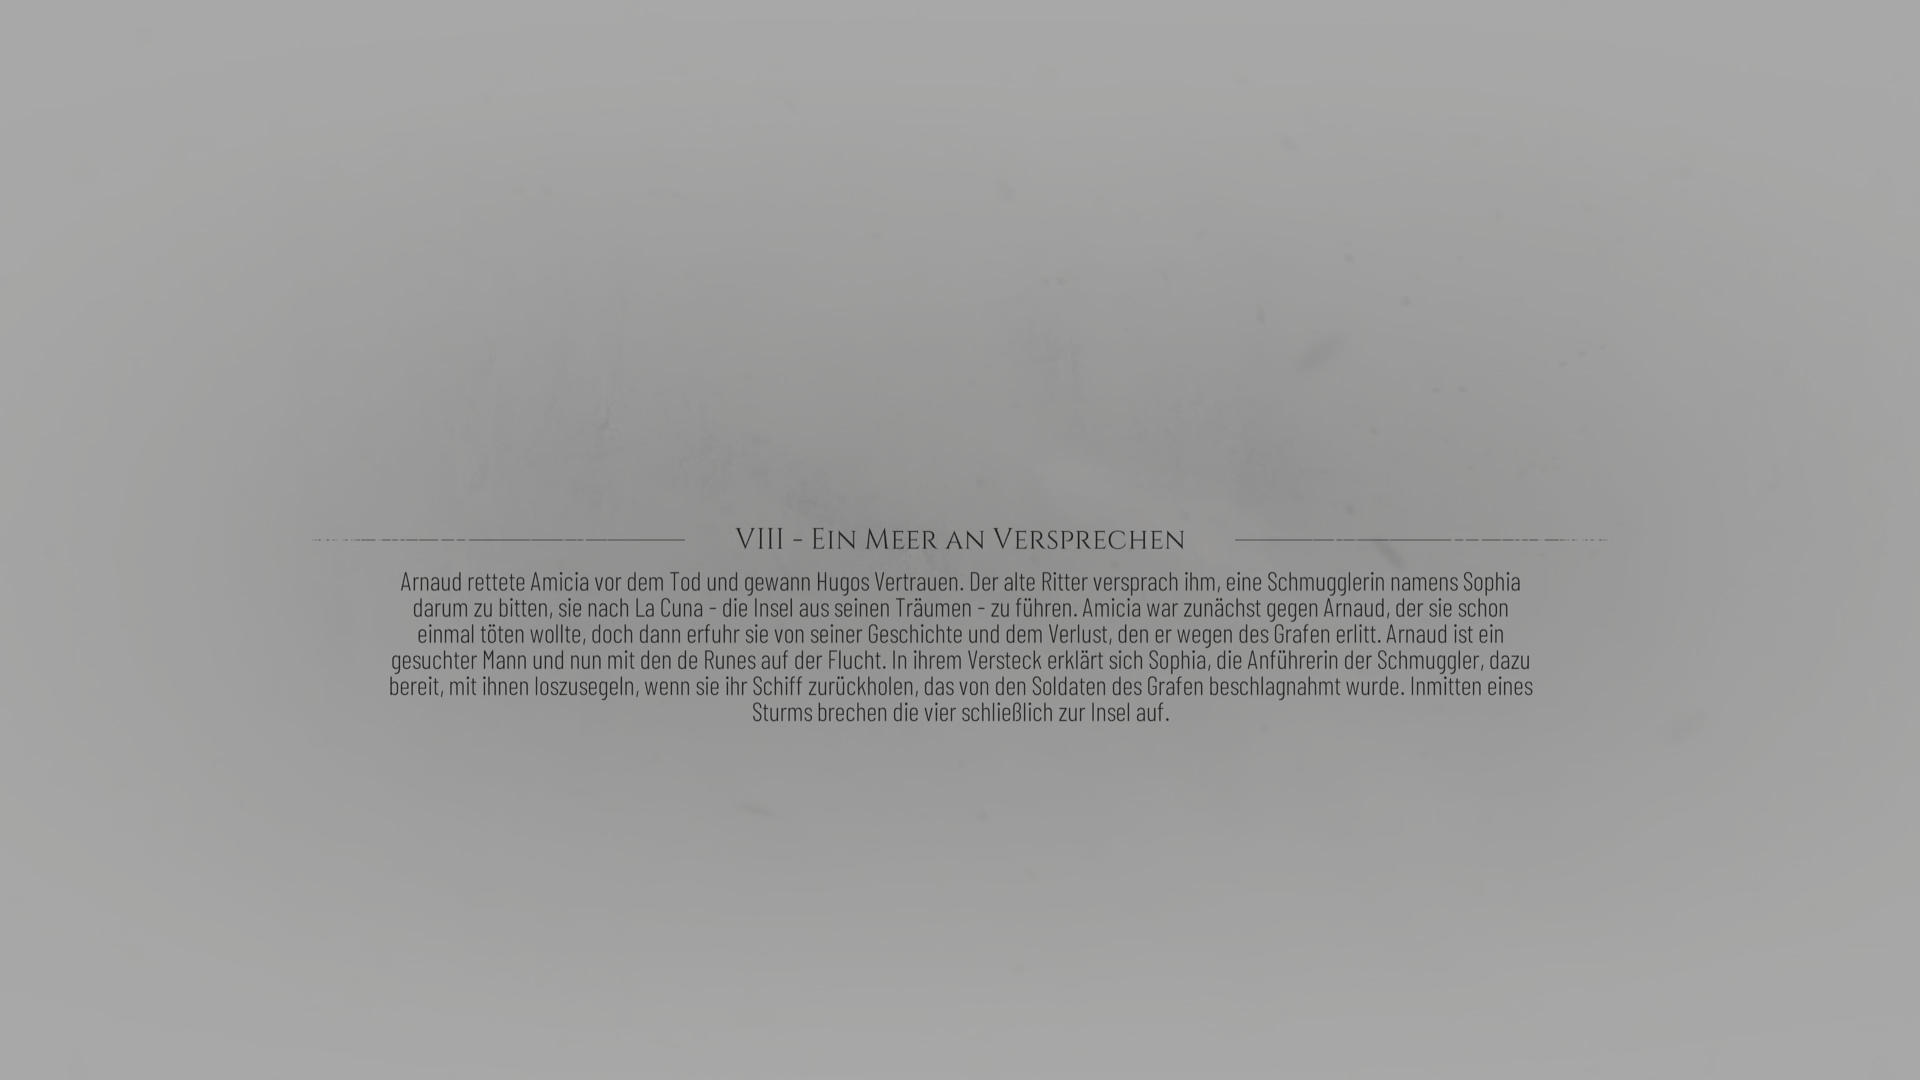 VIII - Ein Meer an Versprechen
Arnaud rettete Amicia vor dem Tod und gewann Hugos Vertrauen. Der alte Ritter versprach ihm, eine Schmugglerin namens Sophia
darum zu bitten, sie nach La Cuna - die Insel aus seinen Träumen - zu führen. Amicia war zunächst gegen Arnaud, der sie schon
einmal töten wollte, doch dann erfuhr sie von seiner Geschichte und dem Verlust, den er wegen des Grafen erlitt. Arnaud ist ein
gesuchter Mann und nun mit den de Runes auf der Flucht. In ihrem Versteck erklärt sich Sophia, die Anführerin der Schmuggler, dazu
bereit, mit ihnen loszusegeln, wenn sie ihr Schiff zurückholen, das von den Soldaten des Grafen beschlagnahmt wurde. Inmitten eines
Sturms brechen die vier schließlich zur Insel auf.